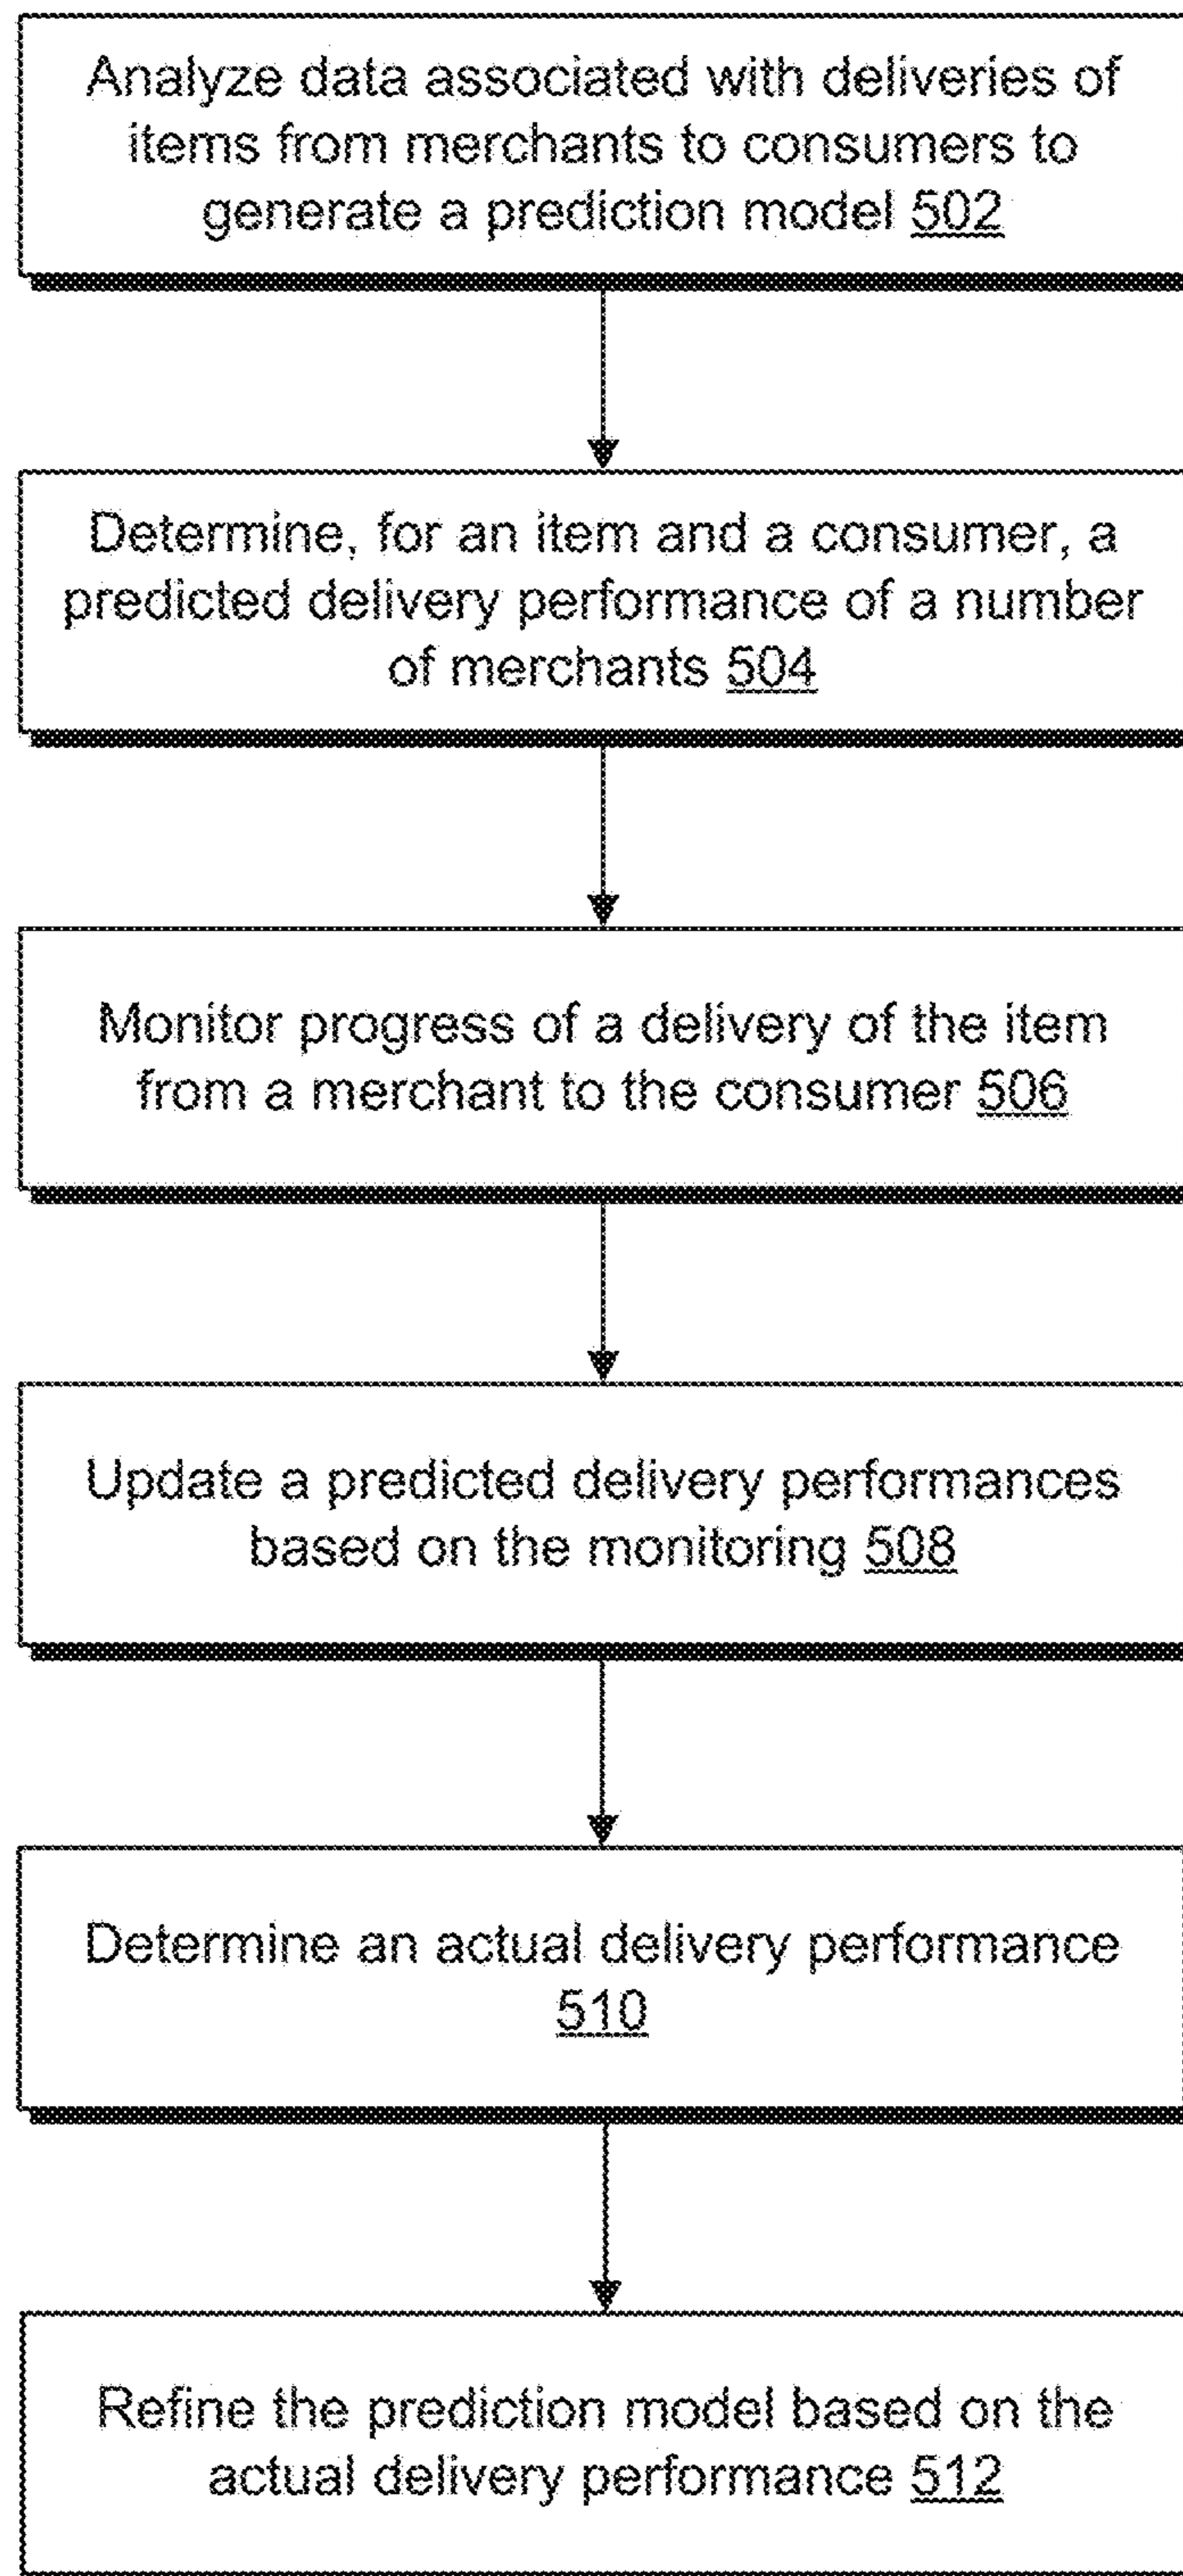 Analyze data associated with deliveries of
items from merchants to consumers to
generate a prediction model 502
Determine, for an item and a consumer, a
predicted delivery performance of a number
of merchants 504
Monitor progress of a delivery of the item
from a merchant to the consumer 506
Update a predicted delivery performances
based on the monitoring 508
Determine an actual delivery performance
510
Refine the prediction model based on the
actual delivery performance 512